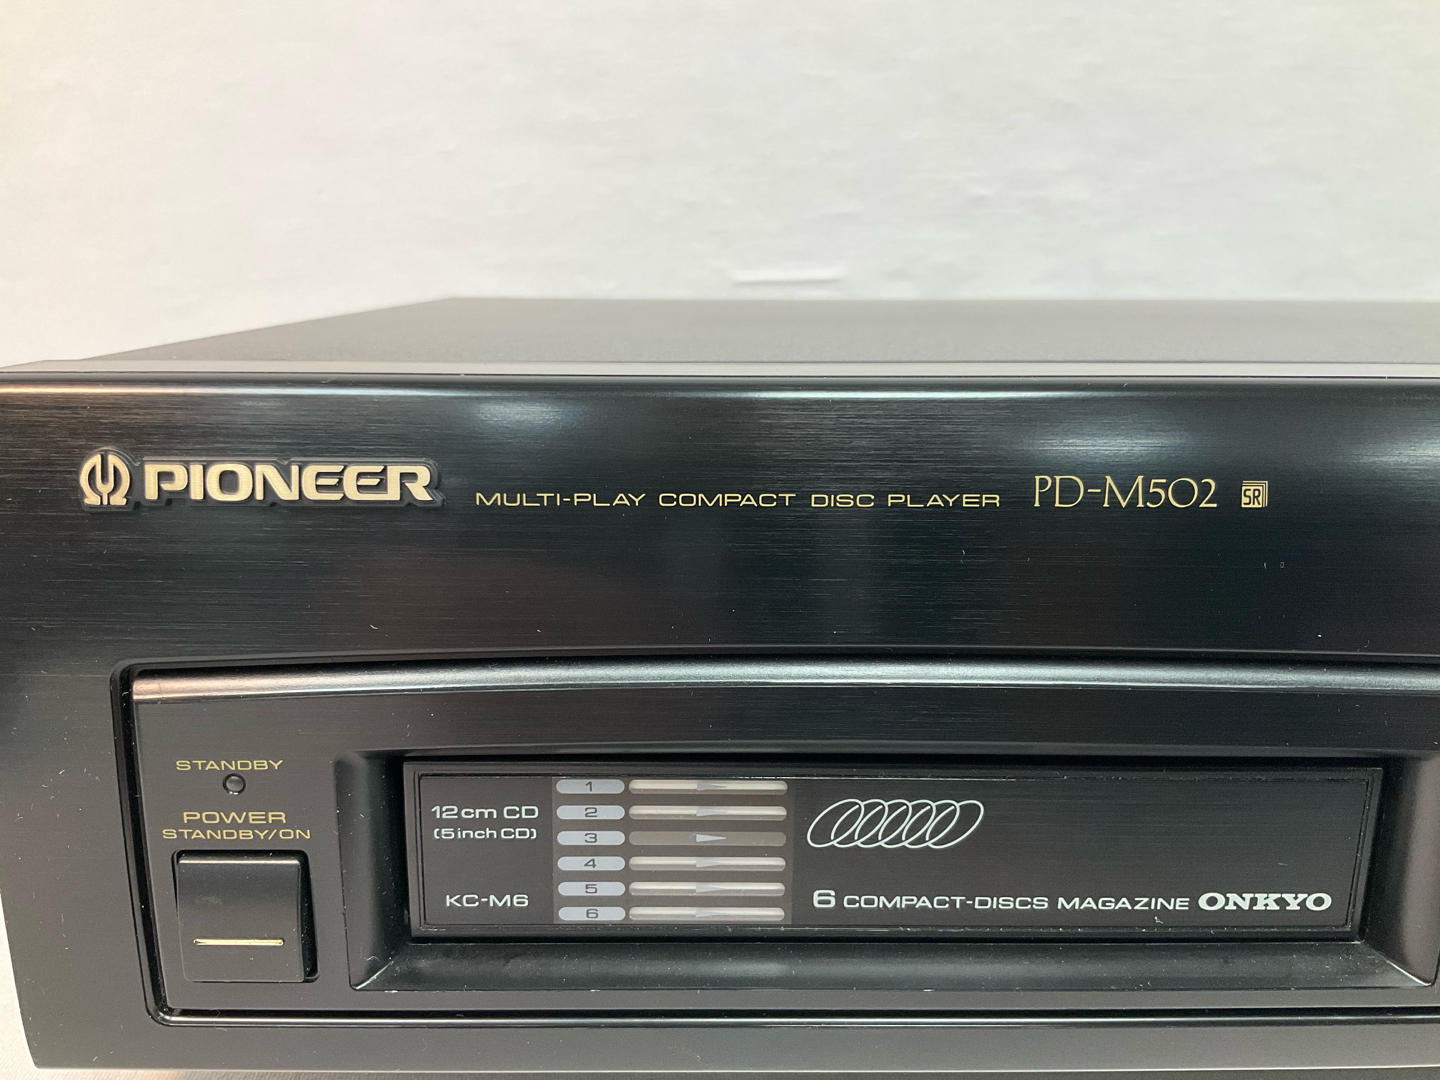 PIONEER MULTI-PLAY COMPACT DISC PLAYER PD-M502 SR
STANDBY
POWER
STANDBY/ON
12cm CD
(5inch CD)
KC-M6
1
2
3
4
5
6
6 COMPACT-DISCS MAGAZINE ONKYO